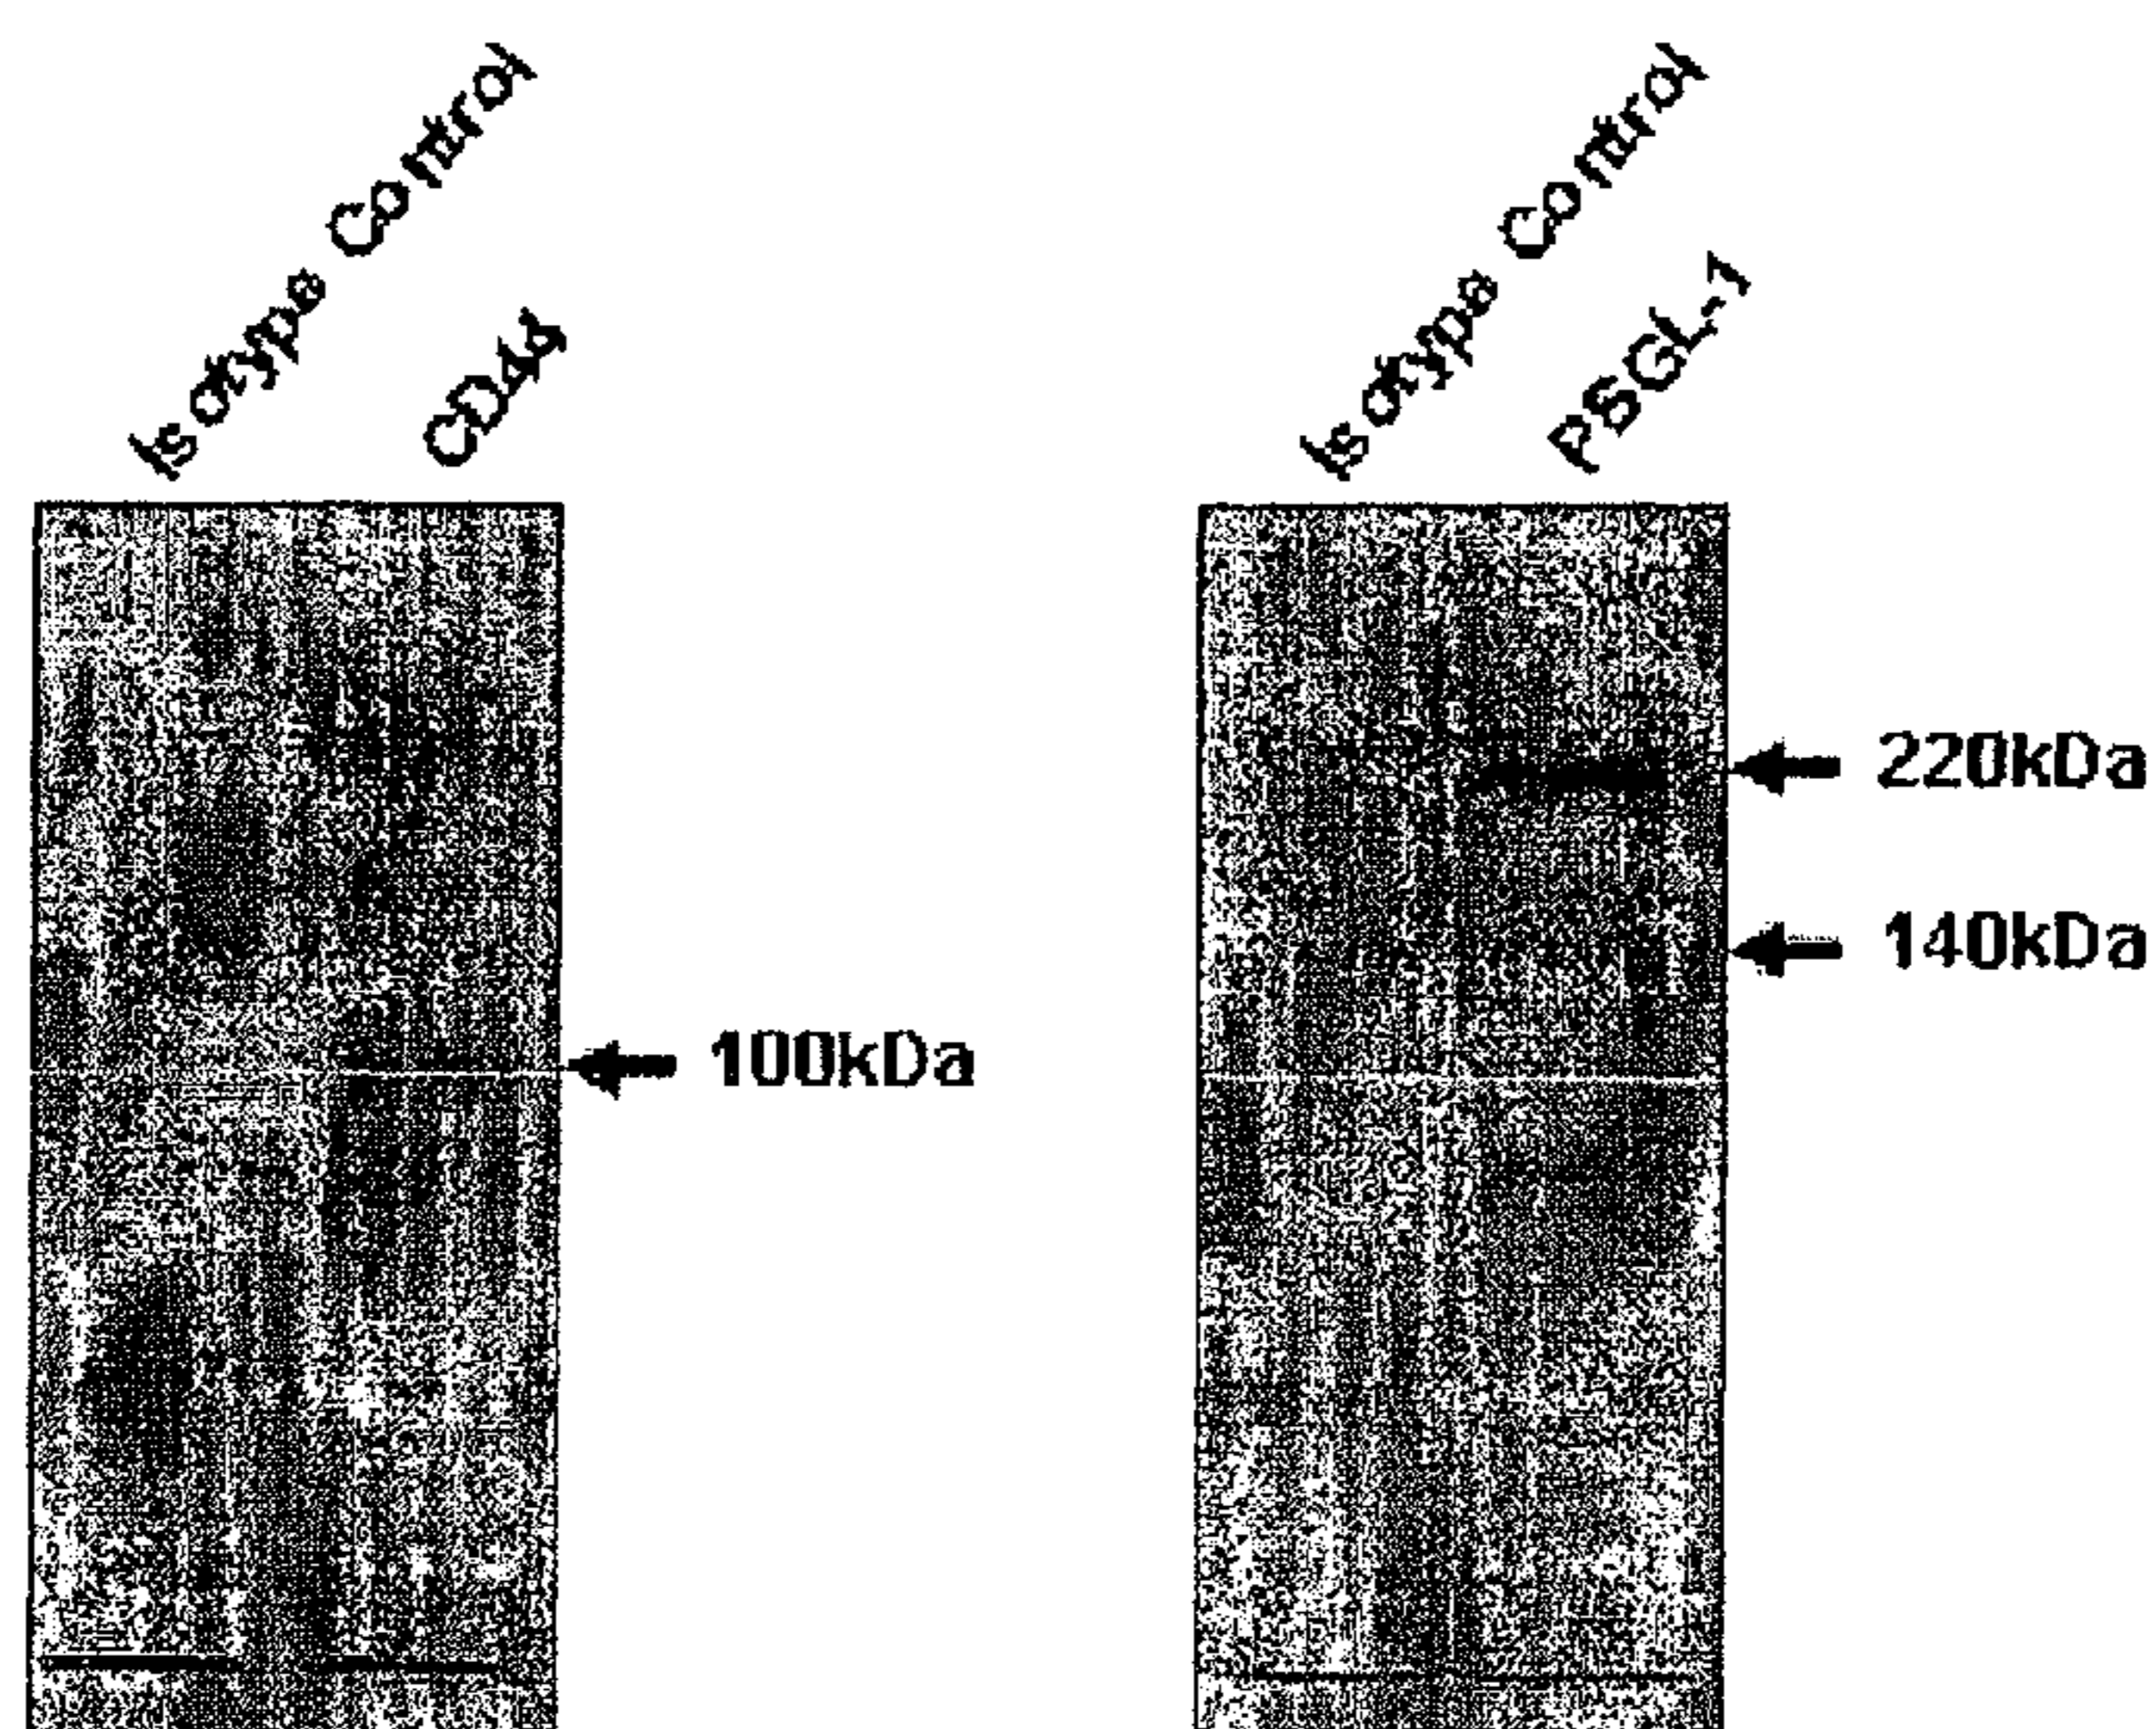 Isotype Control
CD44
Isotype Control
PSGL-1
220kDa
140kDa
100kDa